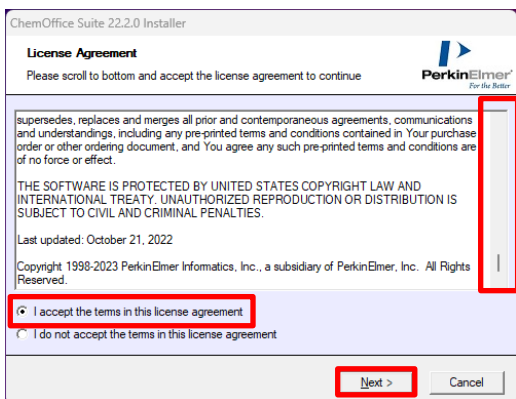 ChemOffice Suite 22.2.0 Installer
License Agreement
Please scroll to bottom and accept the license agreement to continue
PerkinElmer
For the Better
supersedes, replaces and merges all prior and contemporaneous agreements, communications
and understandings, including any pre-printed terms and conditions contained in Your purchase
order or other ordering document, and You agree any such pre-printed terms and conditions are
of no force or effect.
THE SOFTWARE IS PROTECTED BY UNITED STATES COPYRIGHT LAW AND
INTERNATIONAL TREATY. UNAUTHORIZED REPRODUCTION OR DISTRIBUTION IS
SUBJECT TO CIVIL AND CRIMINAL PENALTIES.
Last updated: October 21, 2022
Copyright 1998-2023 PerkinElmer Informatics, Inc., a subsidiary of PerkinElmer, Inc. All Rights
Reserved.
I accept the terms in this license agreement
I do not accept the terms in this license agreement
Next >
Cancel